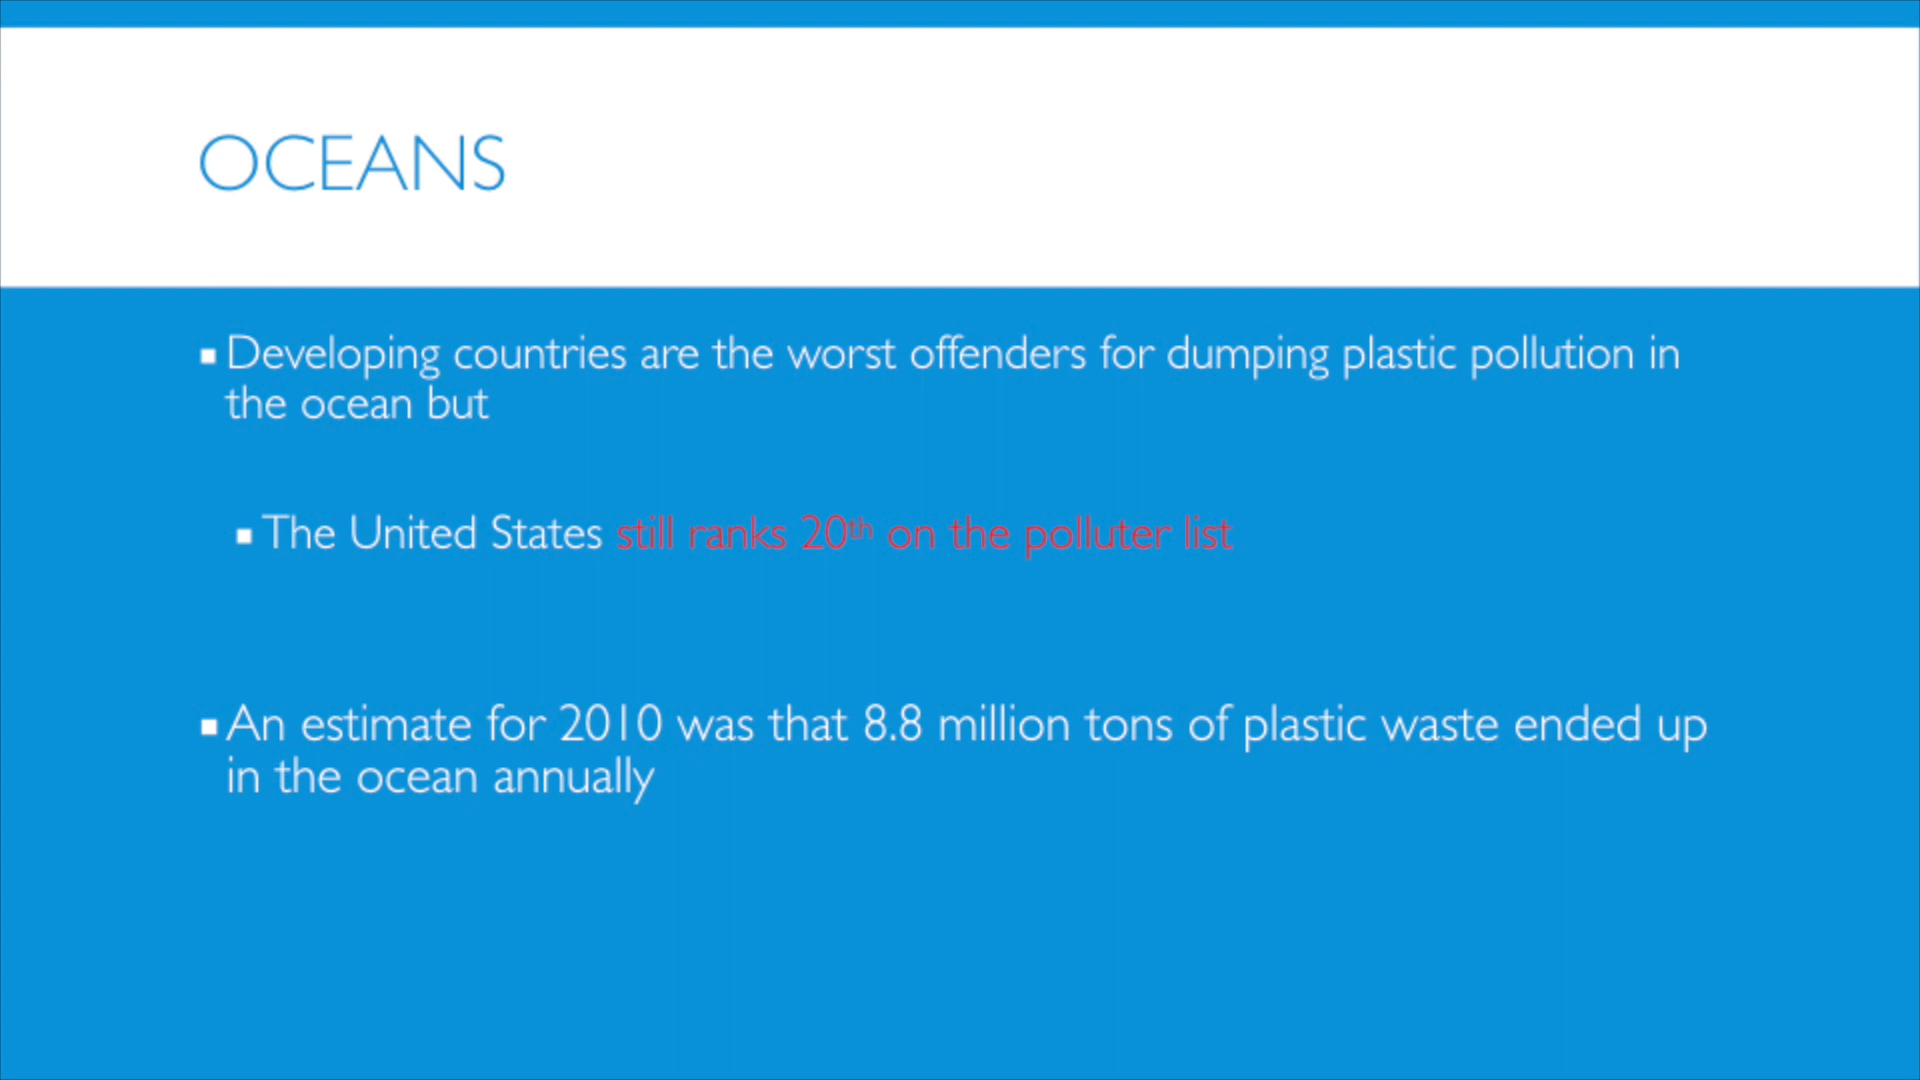 OCEANS
▪ Developing countries are the worst offenders for dumping plastic pollution in
the ocean but
▪ The United States still ranks 20th on the polluter list
▪ An estimate for 2010 was that 8.8 million tons of plastic waste ended up
in the ocean annually